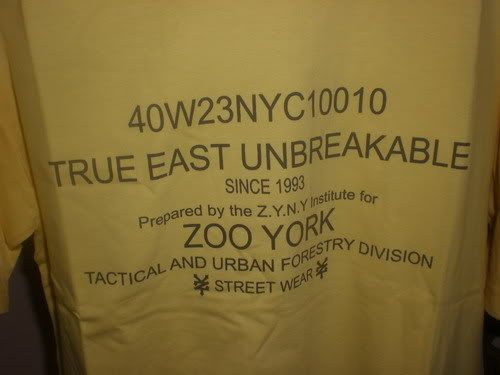 40W23NYC10010
TRUE EAST UNBREAKABLE
SINCE 1993
Prepared by the Z.Y.N.Y Institute for
ZOO YORK
TACTICAL AND URBAN FORESTRY DIVISION
STREET WEAR